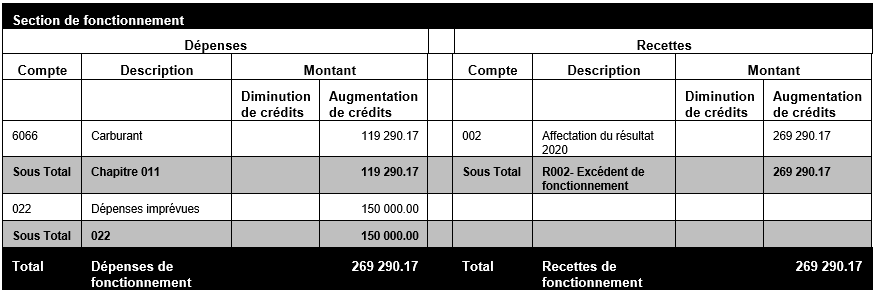 Section de fonctionnement
Dépenses Recettes
Compte Description Montant Compte Description Montant
Diminution Augmentation Diminution Augmentation
de crédits de crédits de crédits de crédits
6066 Carburant 119 290.17 002 Affectation du résultat 269 290.17
2020
Sous Total Chapitre 011 119 290.17 Sous Total R002- Excédent de 269 290.17
fonctionnement
022 Dépenses imprévues 150 000.00
Sous Total 022 150 000.00
Total Dépenses de 269 290.17 Total Recettes de 269 290.17
fonctionnement fonctionnement